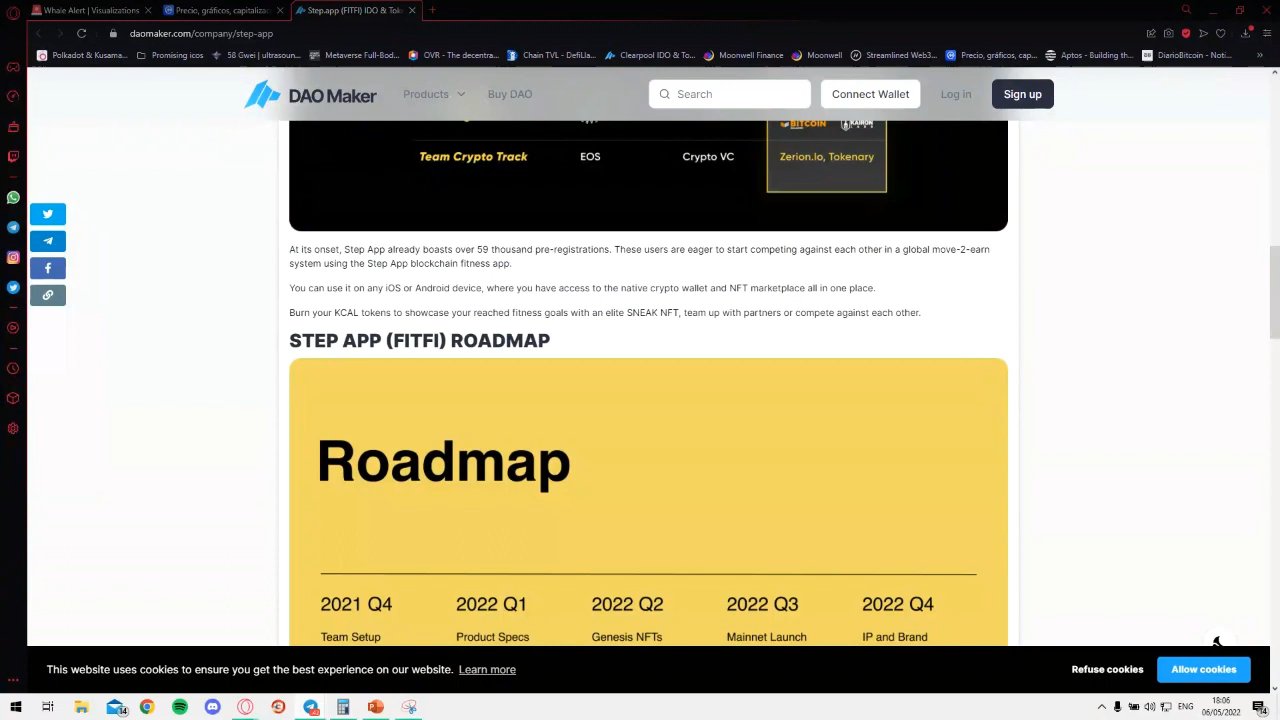 Whale Alert | Visualizations
Precio, gráficos, capitalizac
Step.app (FITFI) IDO & Tok
daomaker.com/company/step-app
Polkadot & Kusama...
Promising icons
58 Gwei | ultrasoun...
Metaverse Full-Bod...
OVR - The decentra...
Chain TVL - DefiLla...
Clearpool IDO & To...
Moonwell Finance
Moonwell
Streamlined Web3...
Precio, gráficos, cap...
Aptos - Building th...
DiarioBitcoin - Noti...
DAO Maker
Products
Buy DAO
Search
Connect Wallet
Log in
Sign up
BITCOIN
Team Crypto Track
EOS
Crypto VC
Zerion.Io, Tokenary
At its onset, Step App already boasts over 59 thousand pre-registrations. These users are eager to start competing against each other in a global move-2-earn
system using the Step App blockchain fitness app.
You can use it on any iOS or Android device, where you have access to the native crypto wallet and NFT marketplace all in one place.
Burn your KCAL tokens to showcase your reached fitness goals with an elite SNEAK NFT, team up with partners or compete against each other.
STEP APP (FITFI) ROADMAP
Roadmap
2021 Q4
2022 Q1
2022 Q2
2022 Q3
2022 Q4
Team Setup
Product Specs
Genesis NFTs
Mainnet Launch
IP and Brand
This website uses cookies to ensure you get the best experience on our website. Learn more
Refuse cookies
Allow cookies
ENG
18:06
06/05/2022